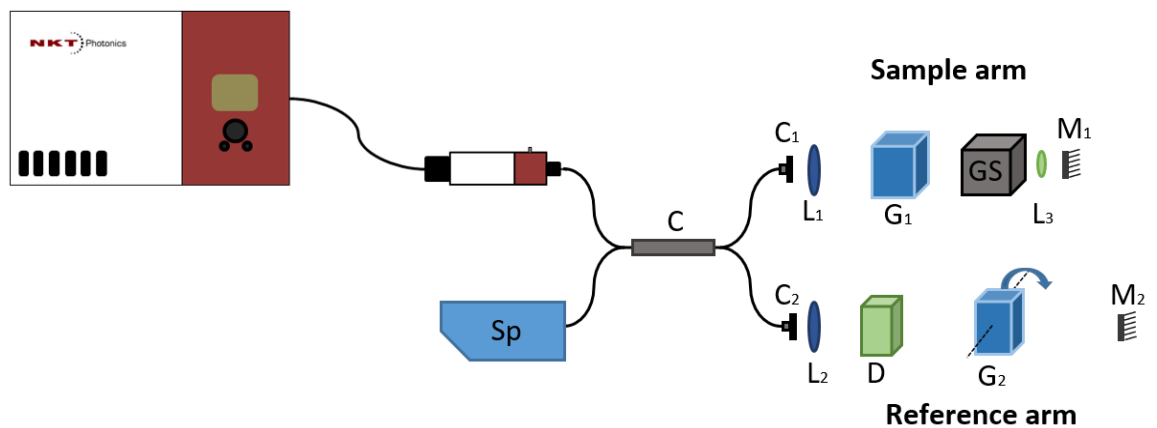 NKT Photonics
Sample arm
C1
M1
GS
L1
G1
L3
C
C2
M2
Sp
L2
D
G2
Reference arm